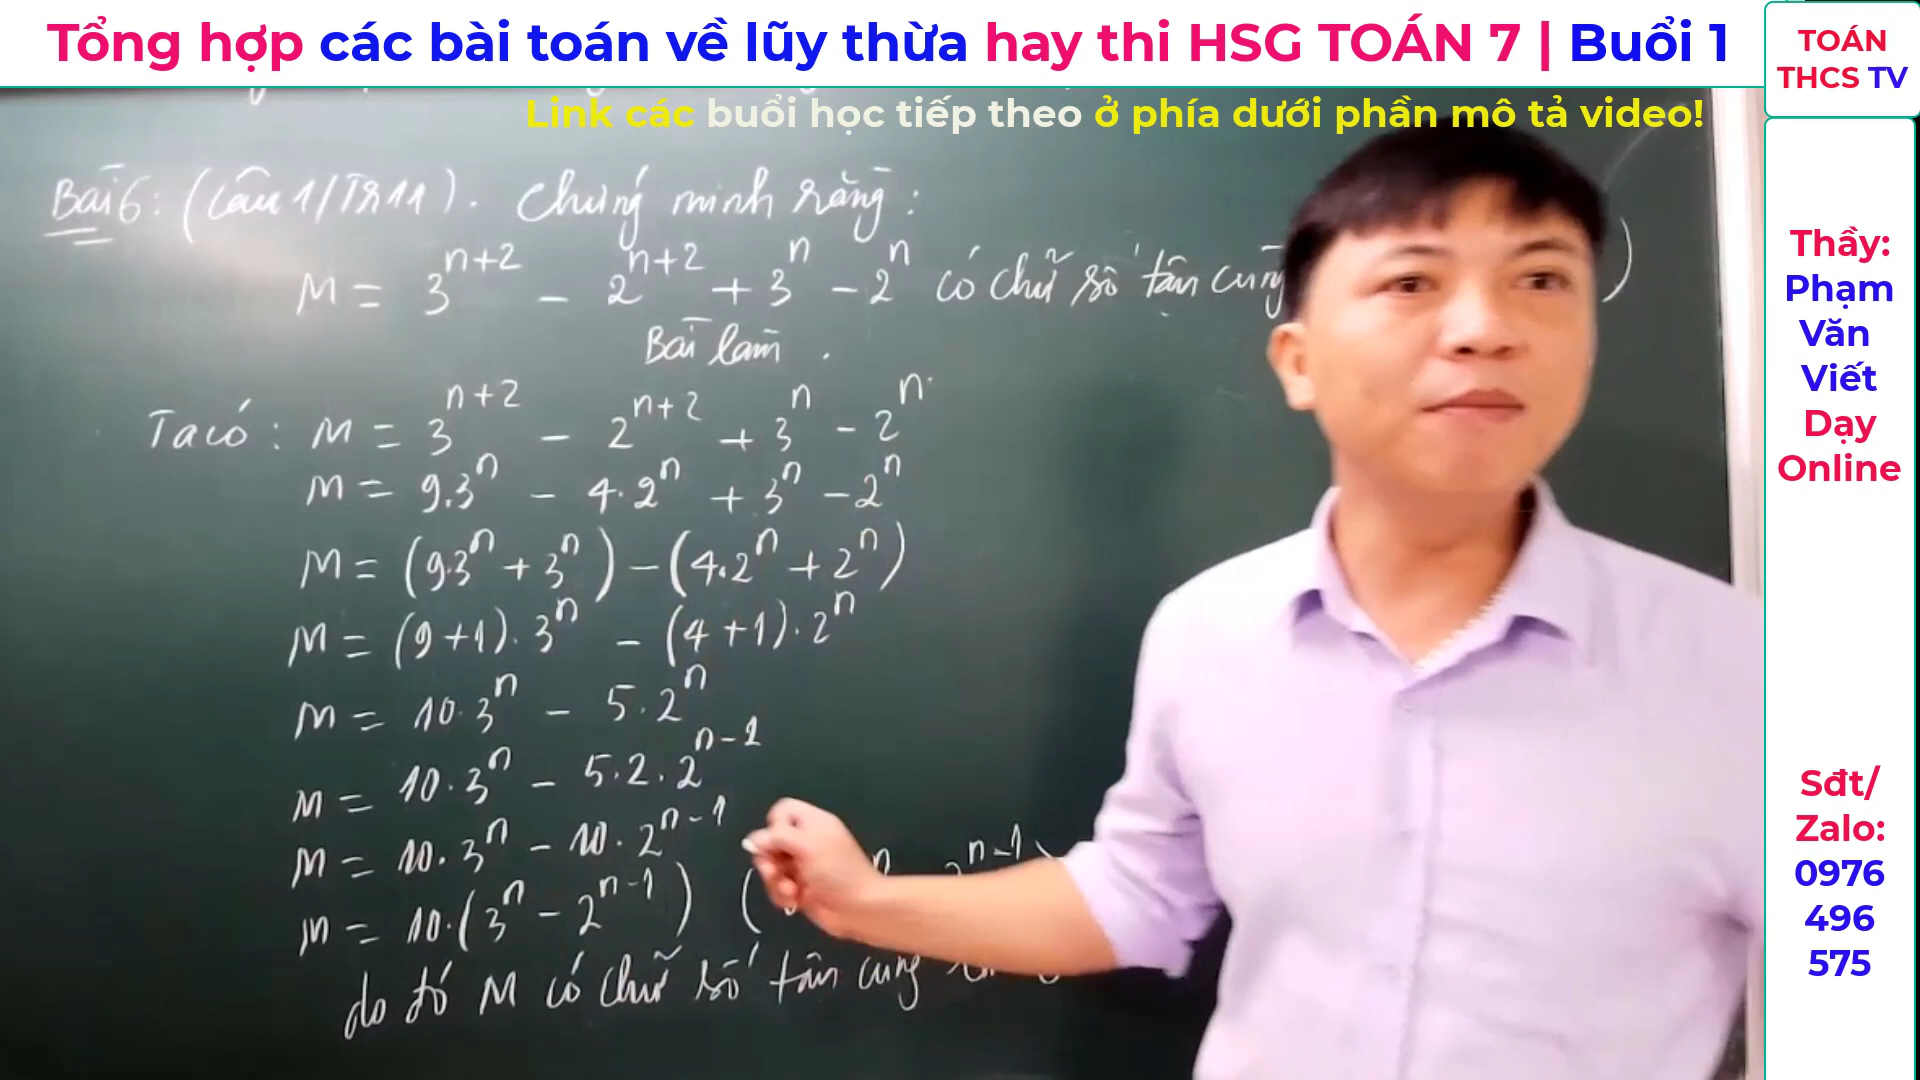 Tổng hợp các bài toán về lũy thừa hay thi HSG TOÁN 7 | Buổi 1
TOÁN
THCS TV
Link các buổi học tiếp theo ở phía dưới phần mô tả video!
Bài 6: (Câu 1/Tr 11). Chứng minh rằng:
M = 3^{n+2} - 2^{n+2} + 3^n - 2^n có chữ số tận cùng )
Bài làm.
Ta có: M = 3^{n+2} - 2^{n+2} + 3^n - 2^n
M = 9.3^n - 4.2^n + 3^n - 2^n
M = (9.3^n + 3^n) - (4.2^n + 2^n)
M = (9+1).3^n - (4+1).2^n
M = 10.3^n - 5.2^n
M = 10.3^n - 5.2.2^{n-1}
M = 10.3^n - 10.2^{n-1}
M = 10.(3^n - 2^{n-1}) (
do đó M có chữ số tận cùng
Thầy:
Phạm
Văn
Viết
Dạy
Online
Sđt/
Zalo:
0976
496
575